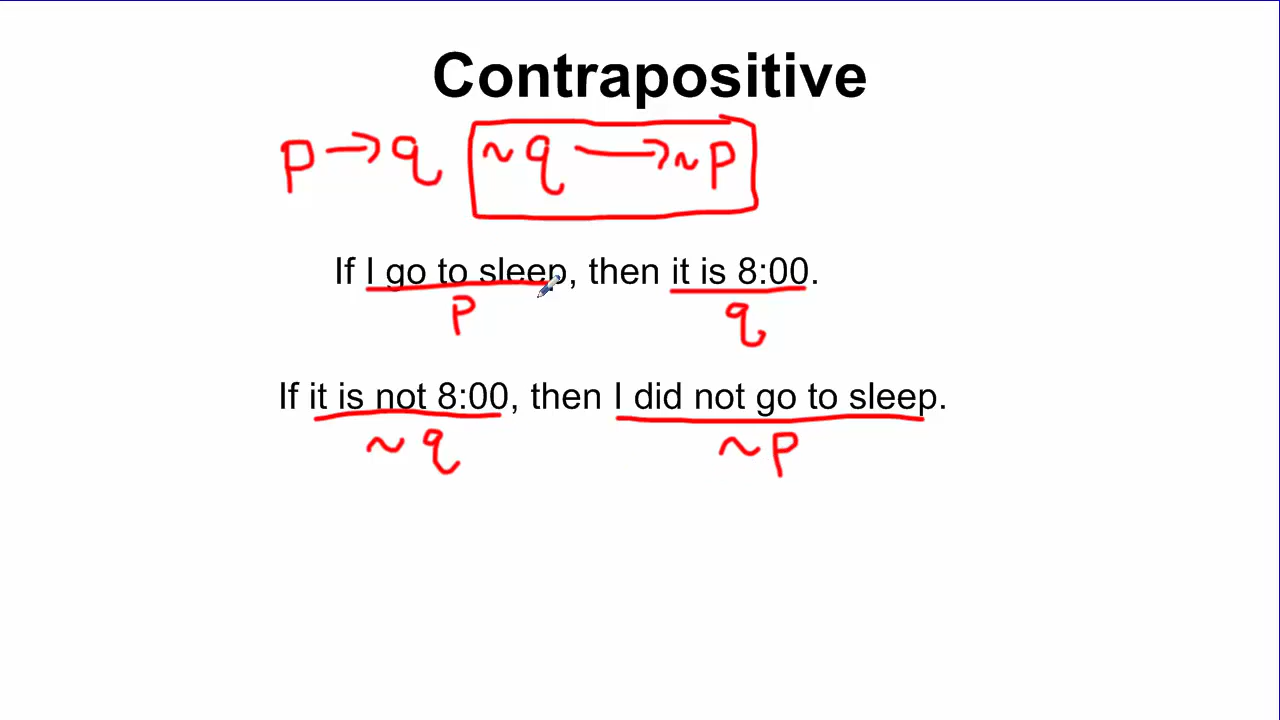 Contrapositive
p → q ~q → ~p
If I go to sleep, then it is 8:00.
p q
If it is not 8:00, then I did not go to sleep.
~q ~p